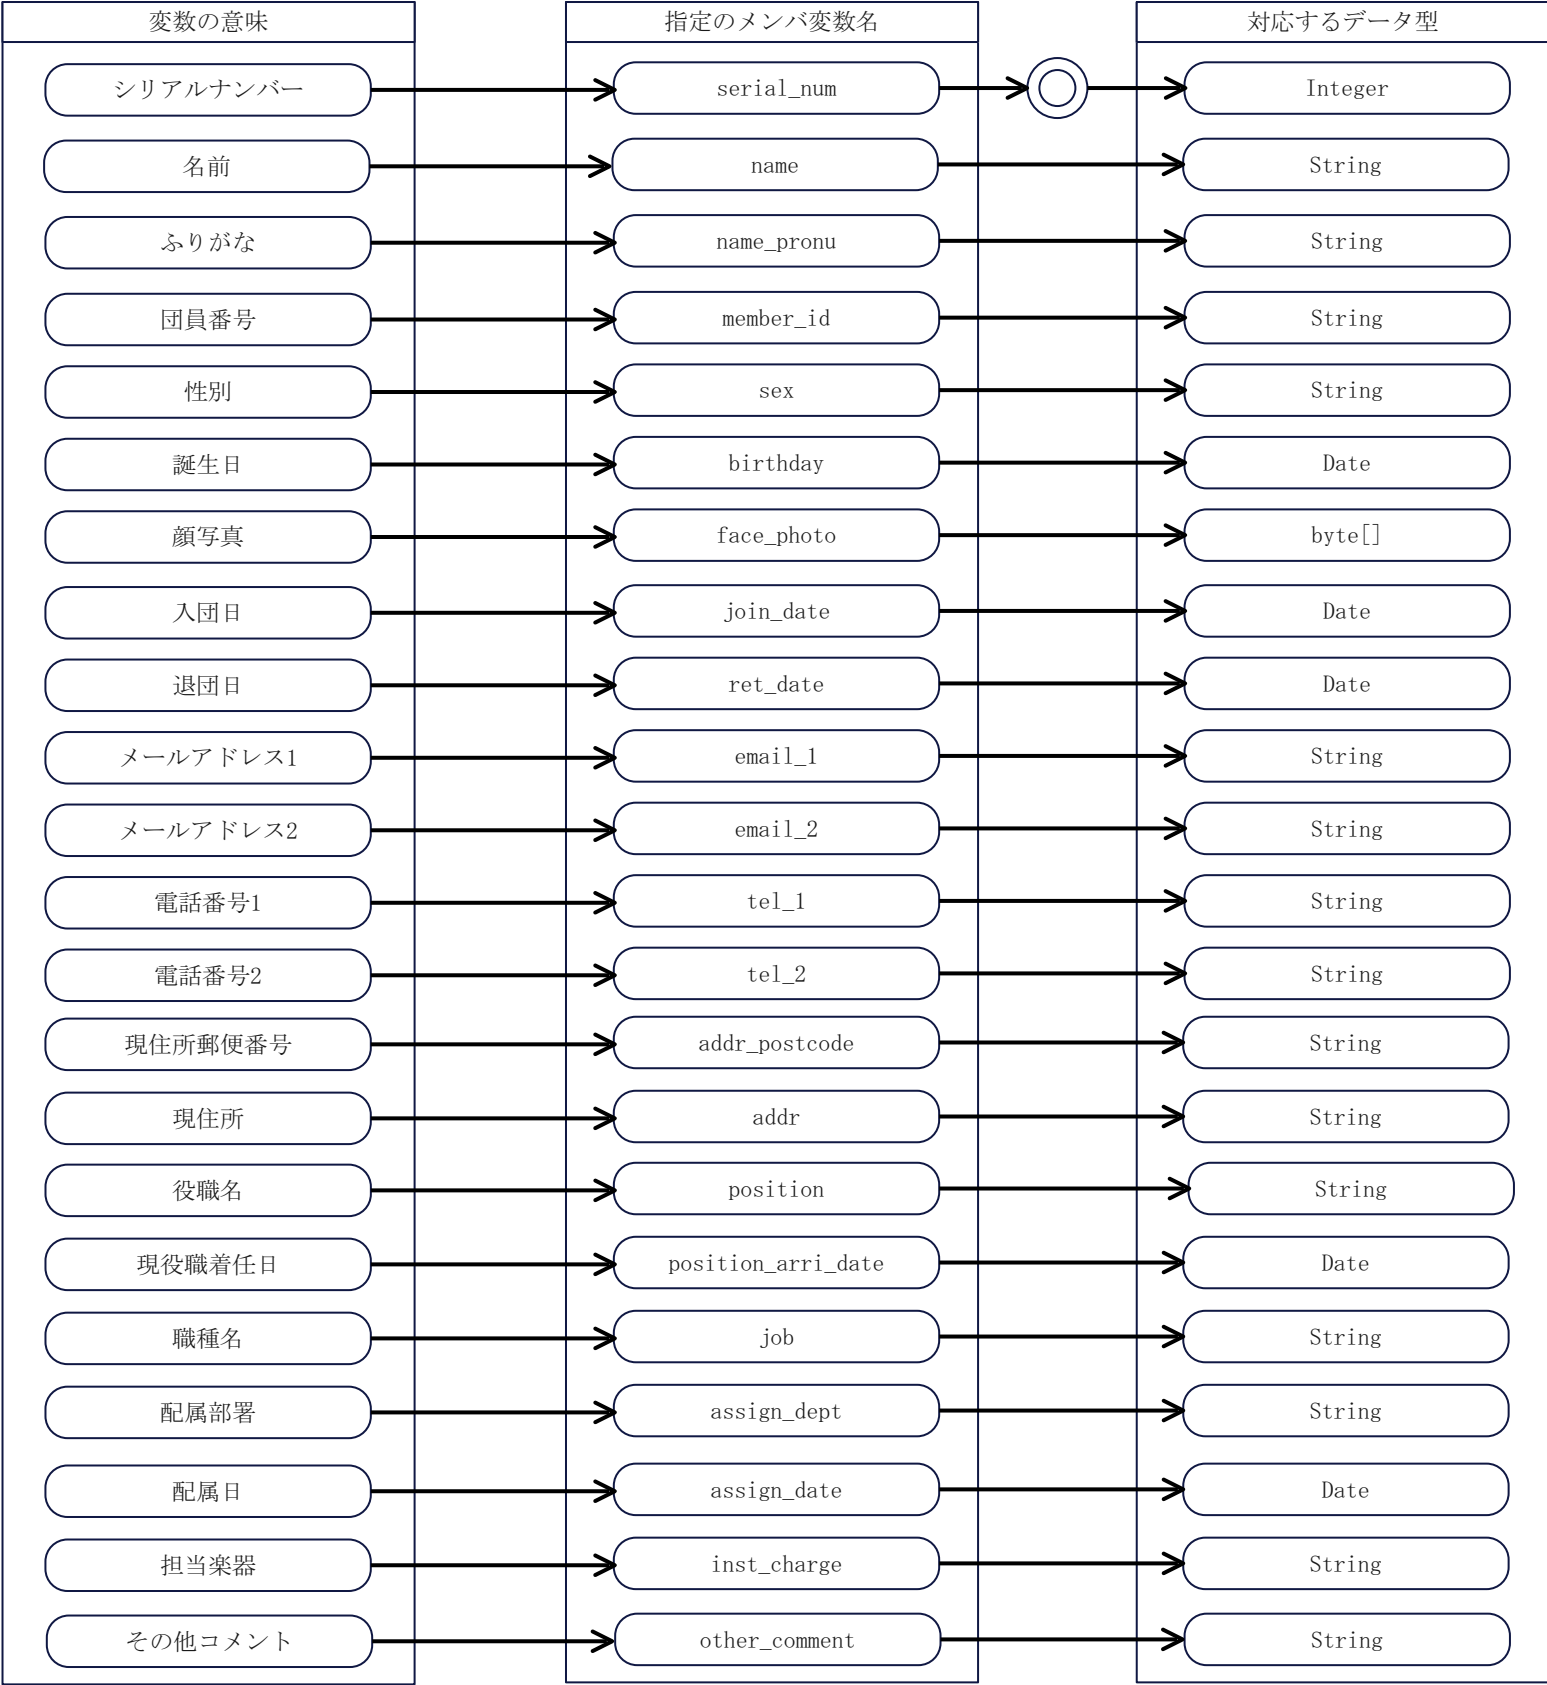 変数の意味 指定のメンバ変数名 対応するデータ型
シリアルナンバー serial_num Integer
名前 name String
ふりがな name_pronu String
団員番号 member_id String
性別 sex String
誕生日 birthday Date
顔写真 face_photo byte[]
入団日 join_date Date
退団日 ret_date Date
メールアドレス1 email_1 String
メールアドレス2 email_2 String
電話番号1 tel_1 String
電話番号2 tel_2 String
現住所郵便番号 addr_postcode String
現住所 addr String
役職名 position String
現役職着任日 position_arri_date Date
職種名 job String
配属部署 assign_dept String
配属日 assign_date Date
担当楽器 inst_charge String
その他コメント other_comment String